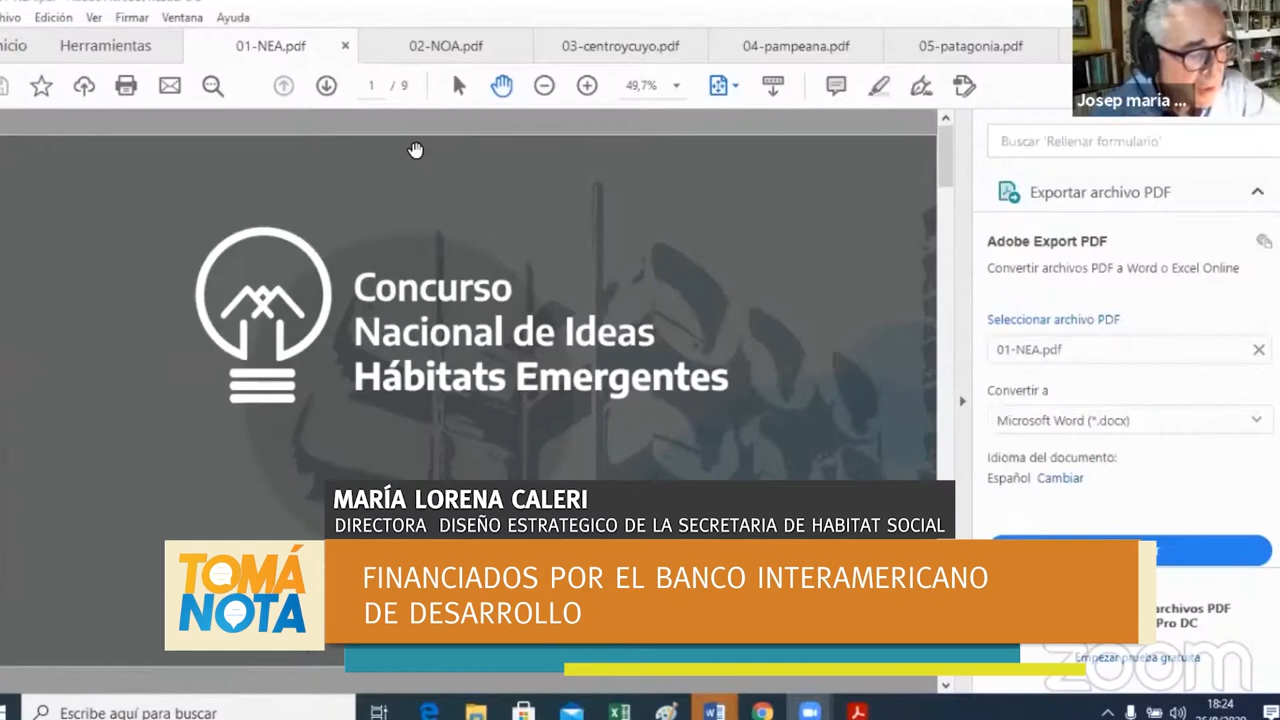 Edición Ver Firmar Ventana Ayuda
Herramientas 01-NEA.pdf × 02-NOA.pdf 03-centroycuyo.pdf 04-pampeana.pdf 05-patagonia.pdf
1 / 9 49,7%
Josep maria ...
Buscar 'Rellenar formulario'
Exportar archivo PDF
Adobe Export PDF
Convertir archivos PDF a Word o Excel Online
Seleccionar archivo PDF
01-NEA.pdf
Convertir a
Microsoft Word (*.docx)
Idioma del documento:
Español Cambiar
Concurso
Nacional de Ideas
Hábitats Emergentes
MARÍA LORENA CALERI
DIRECTORA DISEÑO ESTRATEGICO DE LA SECRETARIA DE HABITAT SOCIAL
TOMÁ
NOTA
FINANCIADOS POR EL BANCO INTERAMERICANO
DE DESARROLLO
archivos PDF
Pro DC
Empezar prueba gratuita
zoom
Escribe aquí para buscar
18:24